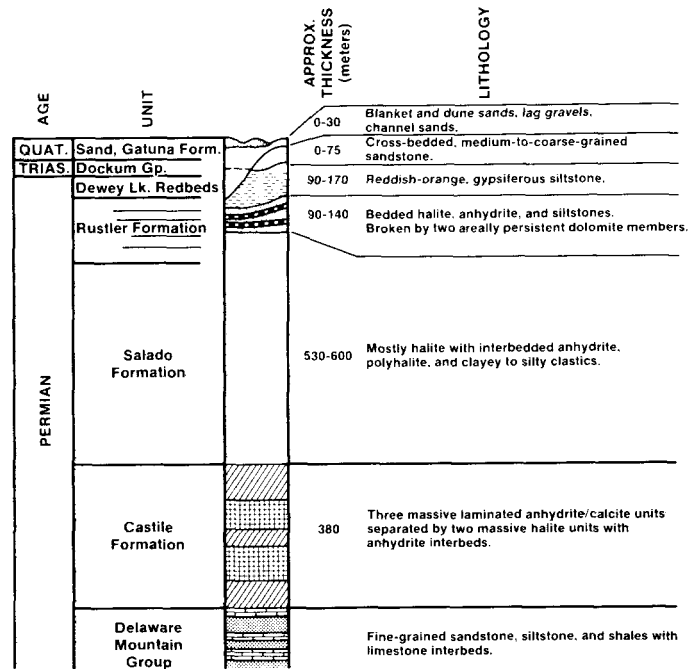 AGE
UNIT
APPROX.
THICKNESS
(meters)
LITHOLOGY
QUAT.
Sand, Gatuna Form.
0-30
Blanket and dune sands, lag gravels,
channel sands.
TRIAS.
Dockum Gp.
0-75
Cross-bedded, medium-to-coarse-grained
sandstone.
PERMIAN
Dewey Lk. Redbeds
90-170
Reddish-orange, gypsiferous siltstone.
Rustler Formation
90-140
Bedded halite, anhydrite, and siltstones.
Broken by two areally persistent dolomite members.
Salado
Formation
530-600
Mostly halite with interbedded anhydrite,
polyhalite, and clayey to silty clastics.
Castile
Formation
380
Three massive laminated anhydrite/calcite units
separated by two massive halite units with
anhydrite interbeds.
Delaware
Mountain
Group
Fine-grained sandstone, siltstone, and shales with
limestone interbeds.